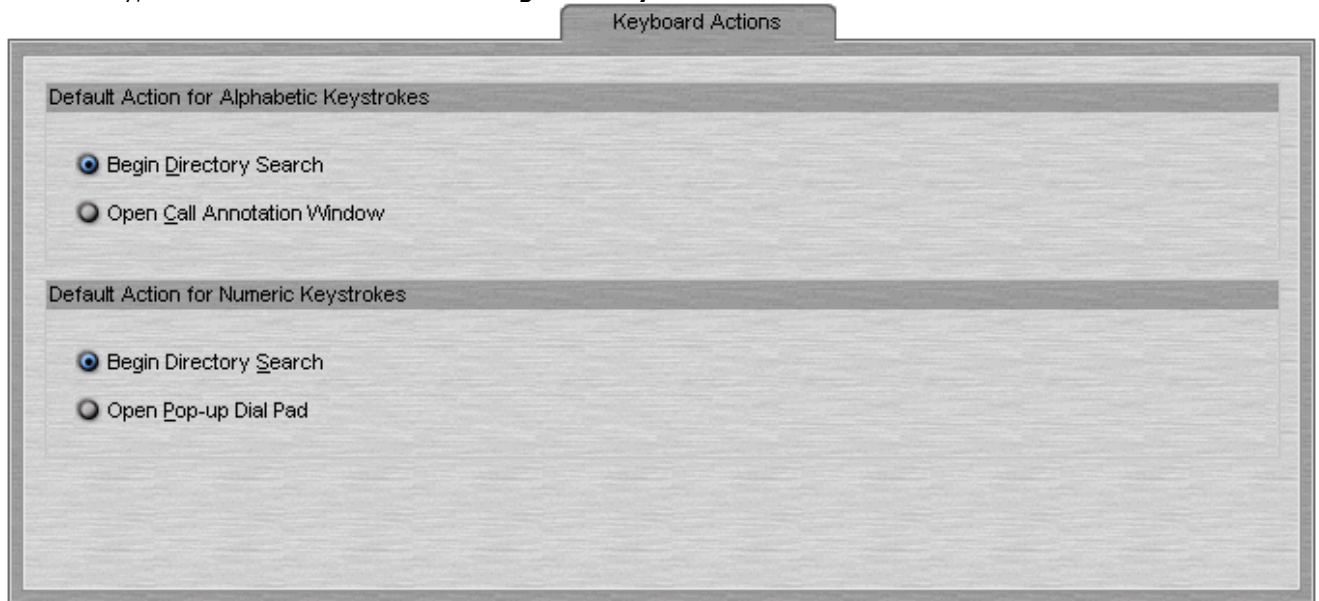 Keyboard Actions
Default Action for Alphabetic Keystrokes
Begin Directory Search
Open Call Annotation Window
Default Action for Numeric Keystrokes
Begin Directory Search
Open Pop-up Dial Pad